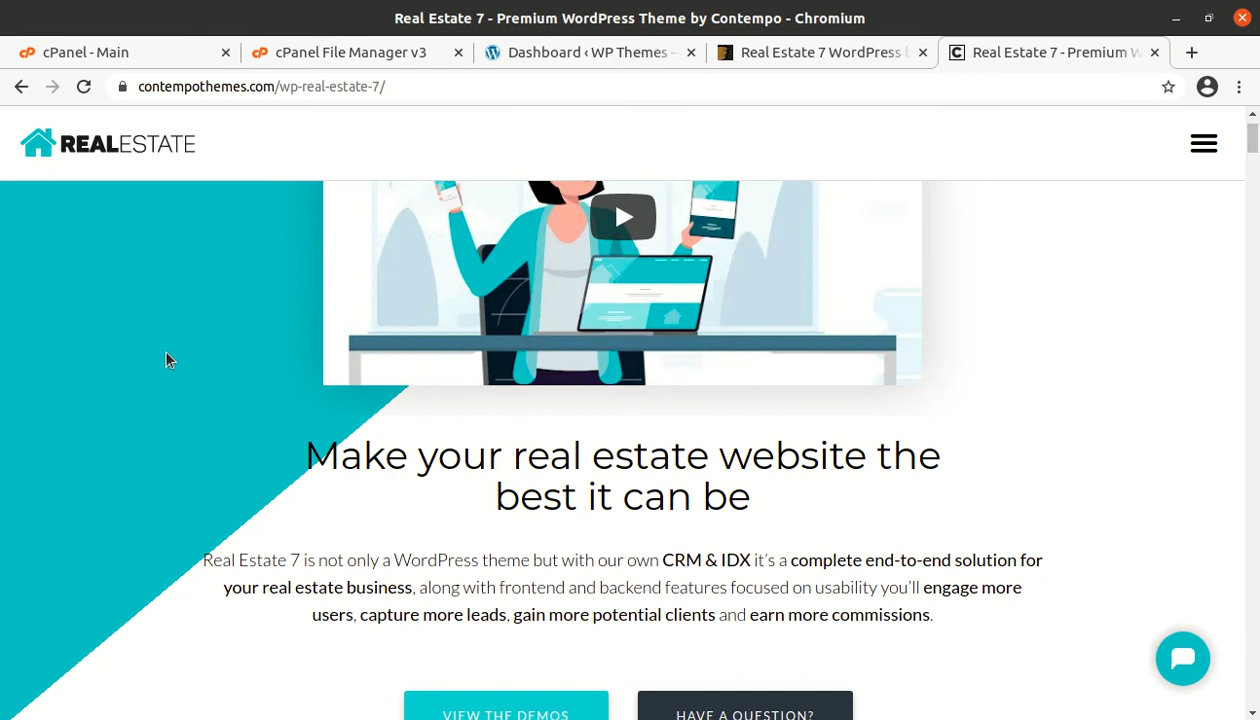 Real Estate 7 - Premium WordPress Theme by Contempo - Chromium
cPanel - Main
cPanel File Manager v3
Dashboard ‹ WP Themes –
Real Estate 7 WordPress b
Real Estate 7 - Premium W
contempothemes.com/wp-real-estate-7/
REALESTATE
Make your real estate website the
best it can be
Real Estate 7 is not only a WordPress theme but with our own CRM & IDX it's a complete end-to-end solution for
your real estate business, along with frontend and backend features focused on usability you'll engage more
users, capture more leads, gain more potential clients and earn more commissions.
VIEW THE DEMOS
HAVE A QUESTION?